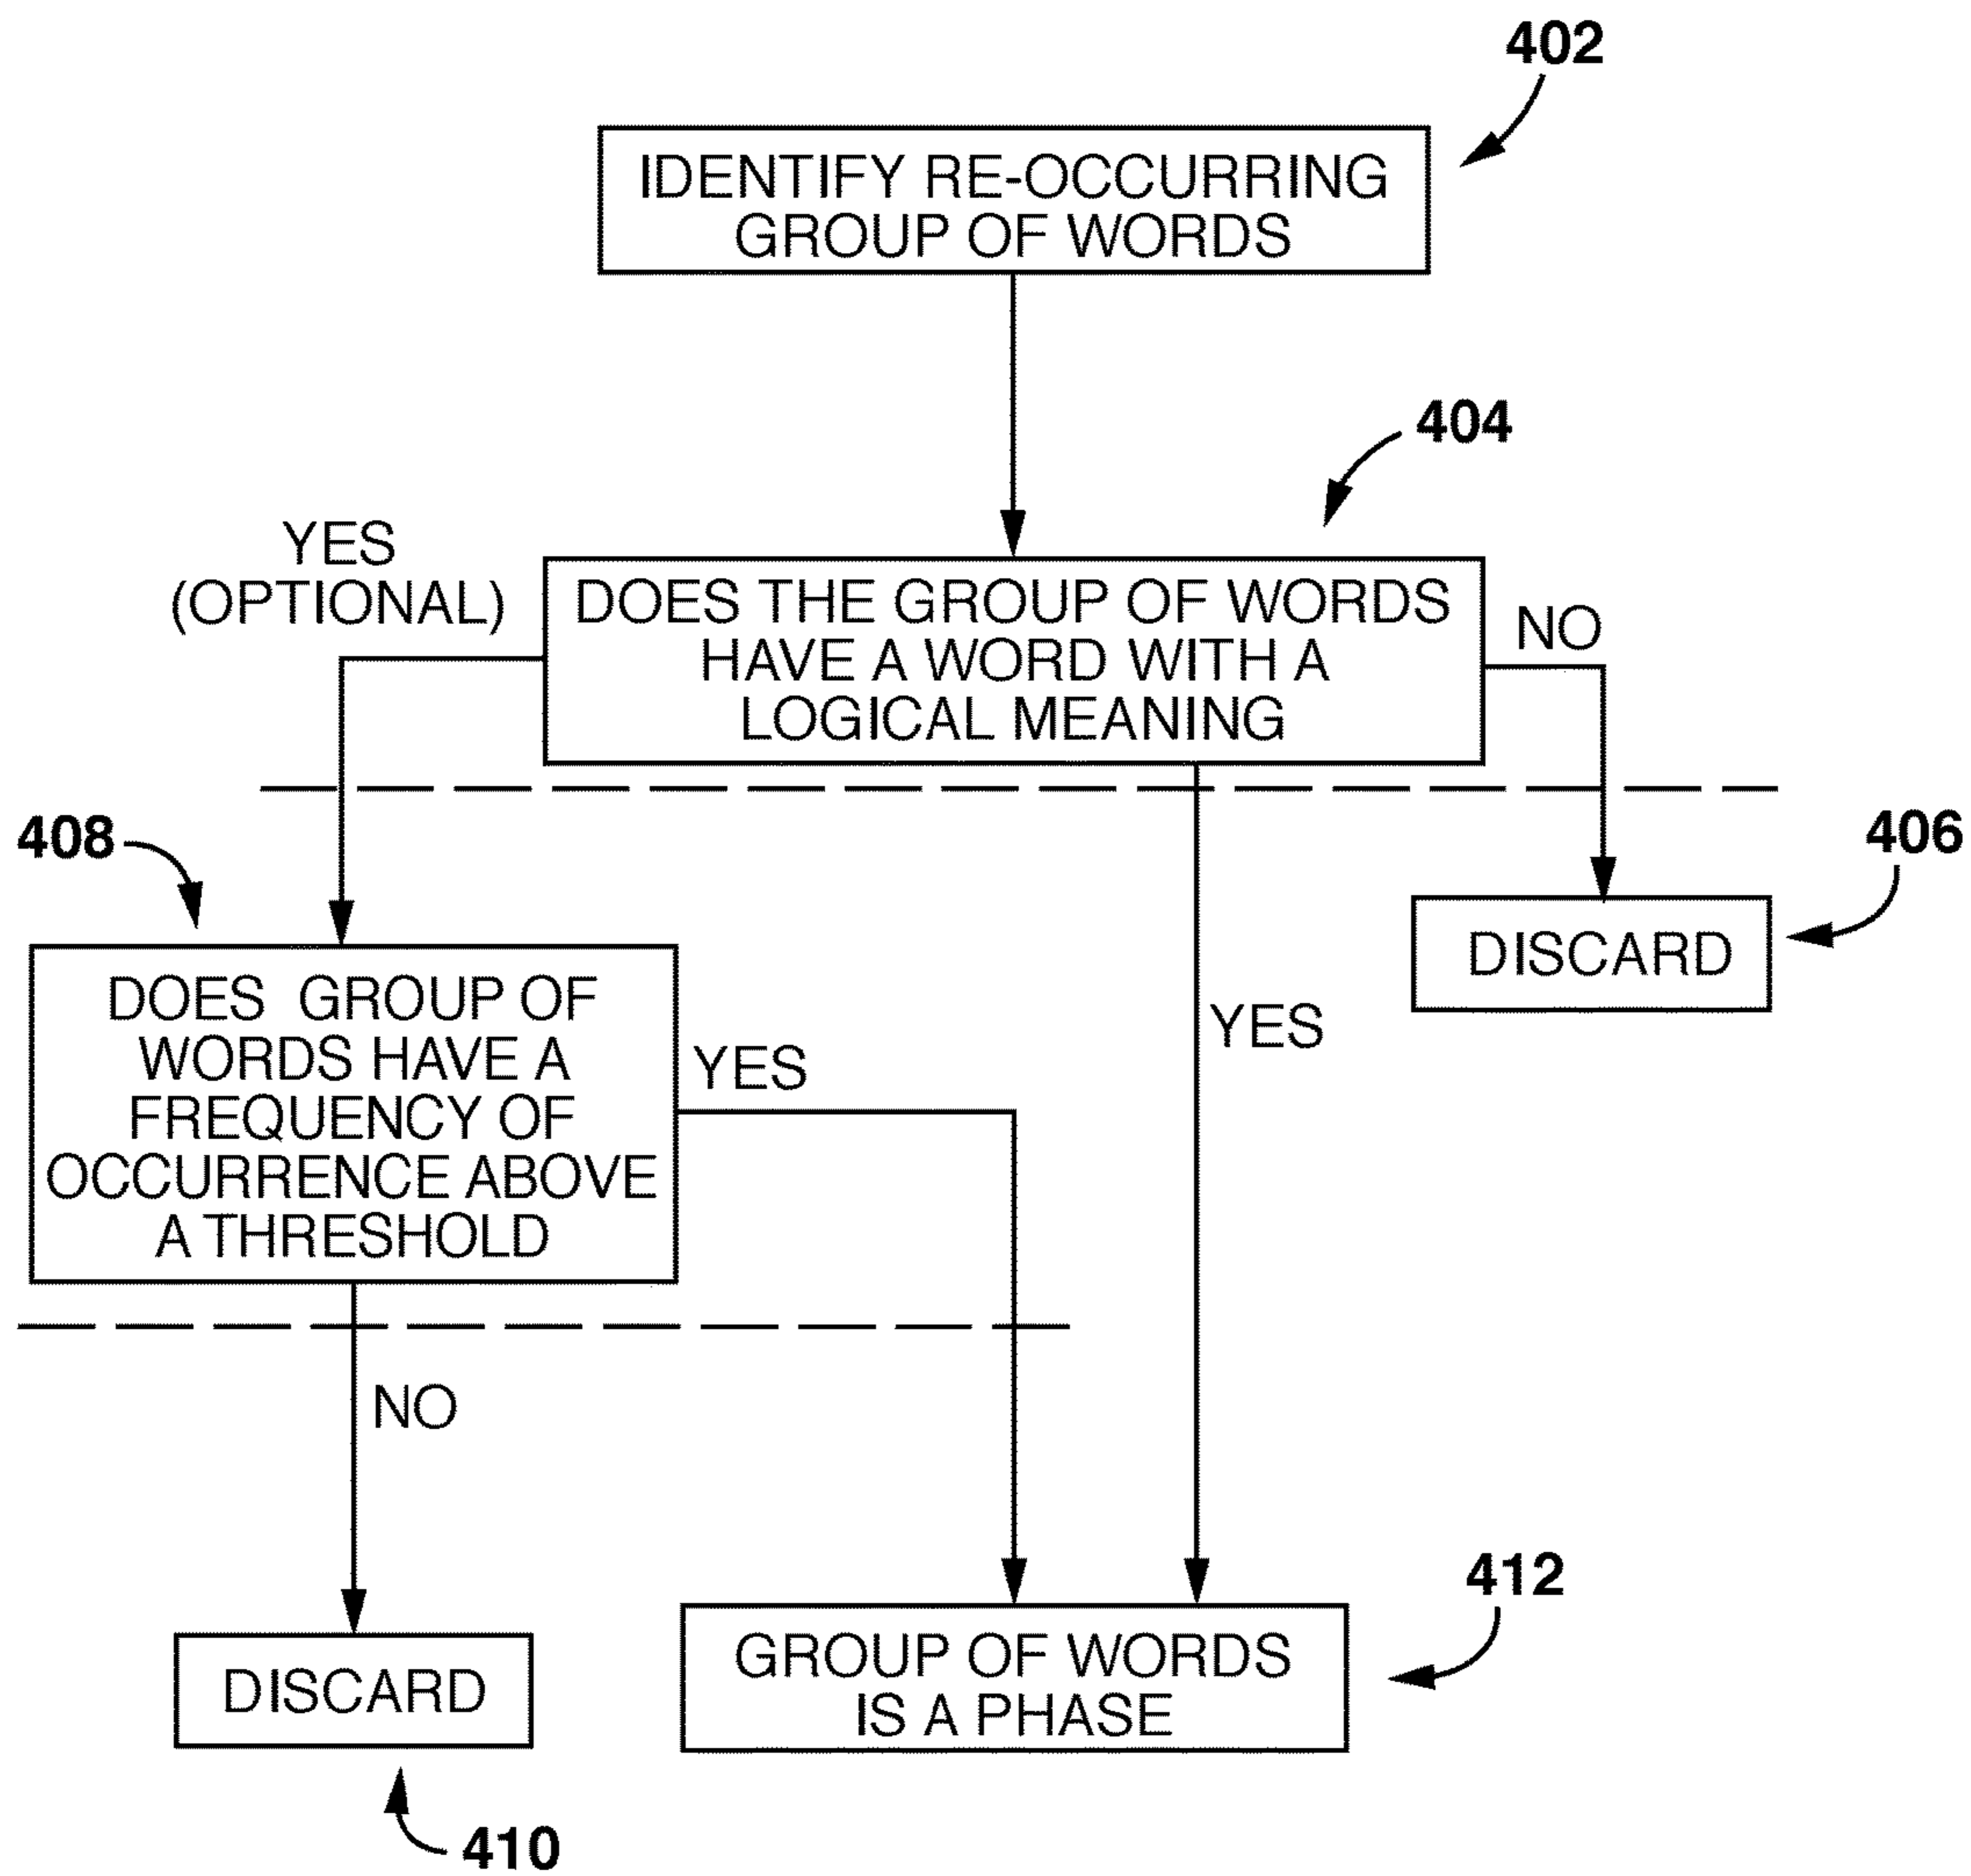 402
IDENTIFY RE-OCCURRING
GROUP OF WORDS
404
YES
(OPTIONAL)
DOES THE GROUP OF WORDS
HAVE A WORD WITH A
LOGICAL MEANING
NO
408
406
DISCARD
DOES GROUP OF
WORDS HAVE A
FREQUENCY OF
OCCURRENCE ABOVE
A THRESHOLD
YES
YES
NO
412
GROUP OF WORDS
IS A PHASE
DISCARD
410